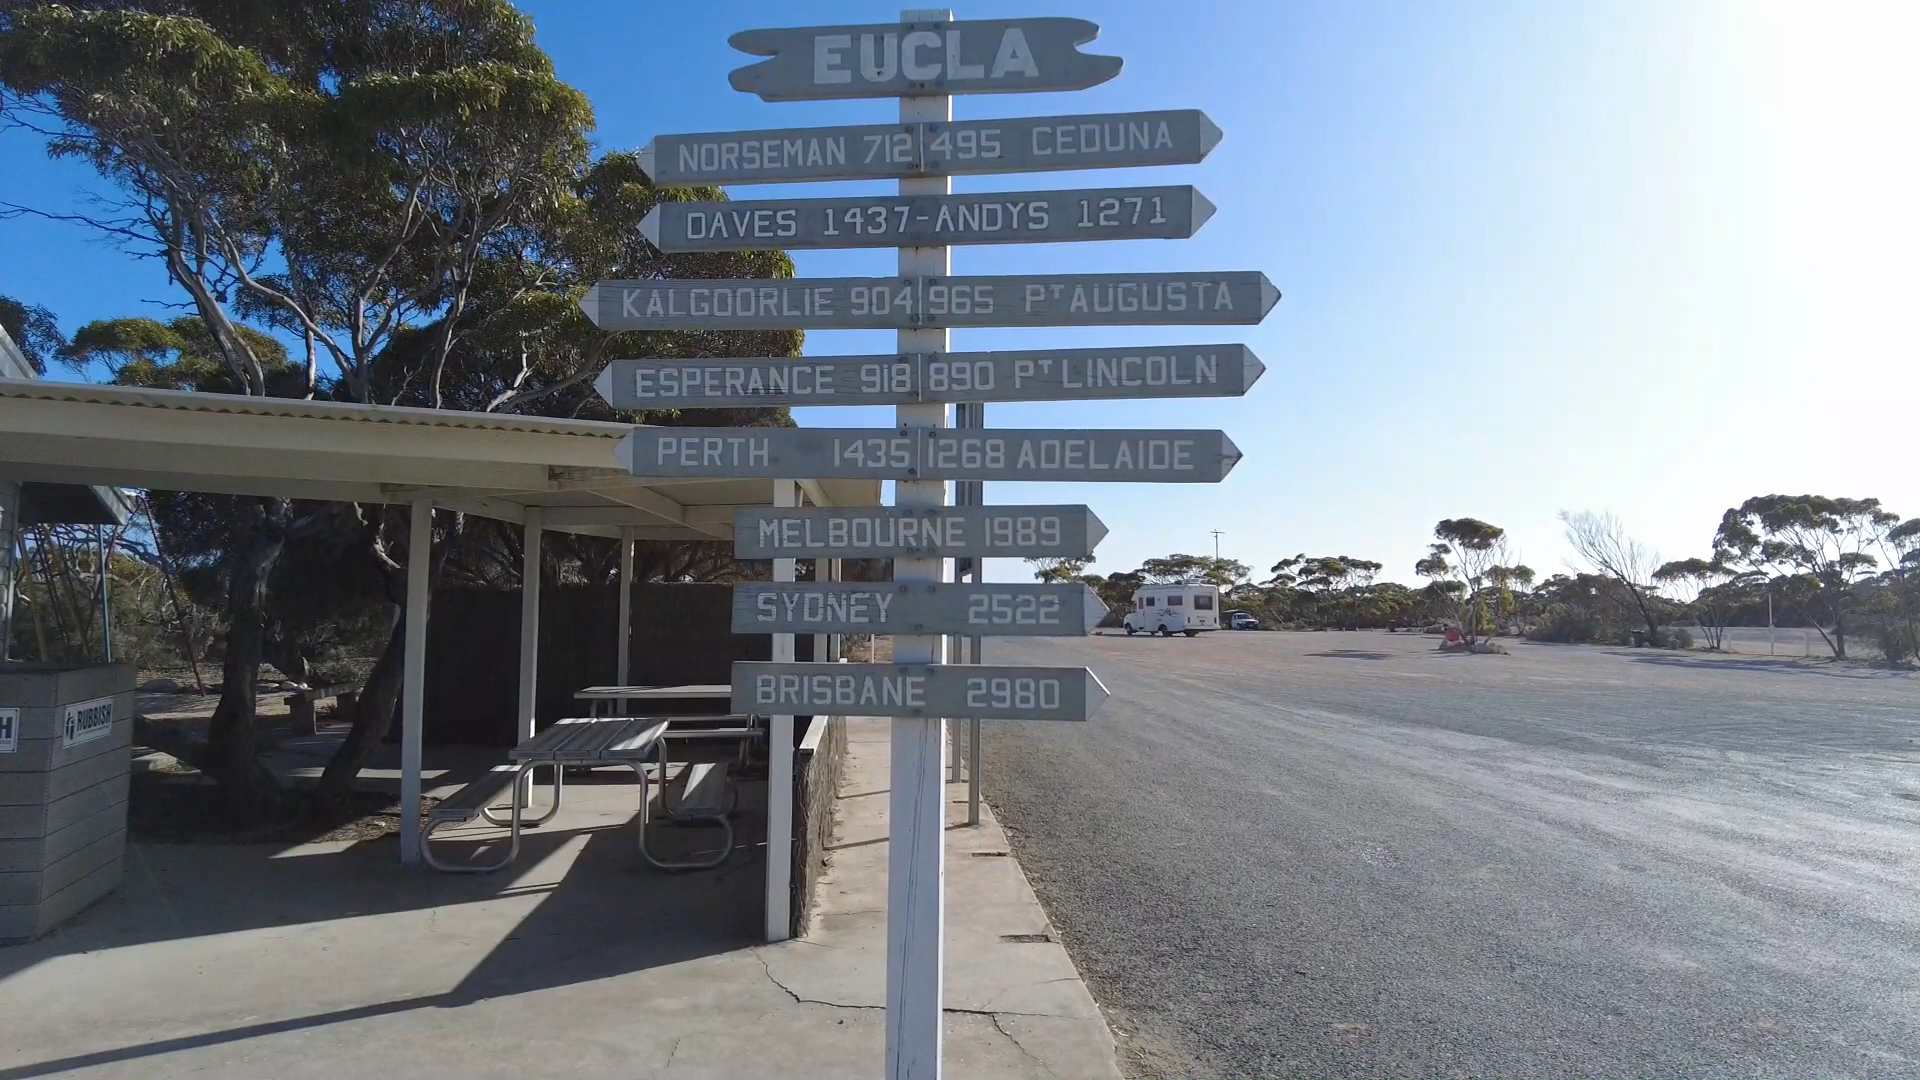 EUCLA
NORSEMAN 712 495 CEDUNA
DAVES 1437-ANDYS 1271
KALGOORLIE 904 965 PT AUGUSTA
ESPERANCE 918 890 PT LINCOLN
PERTH 1435 1268 ADELAIDE
MELBOURNE 1989
SYDNEY 2522
BRISBANE 2980
H
RUBBISH